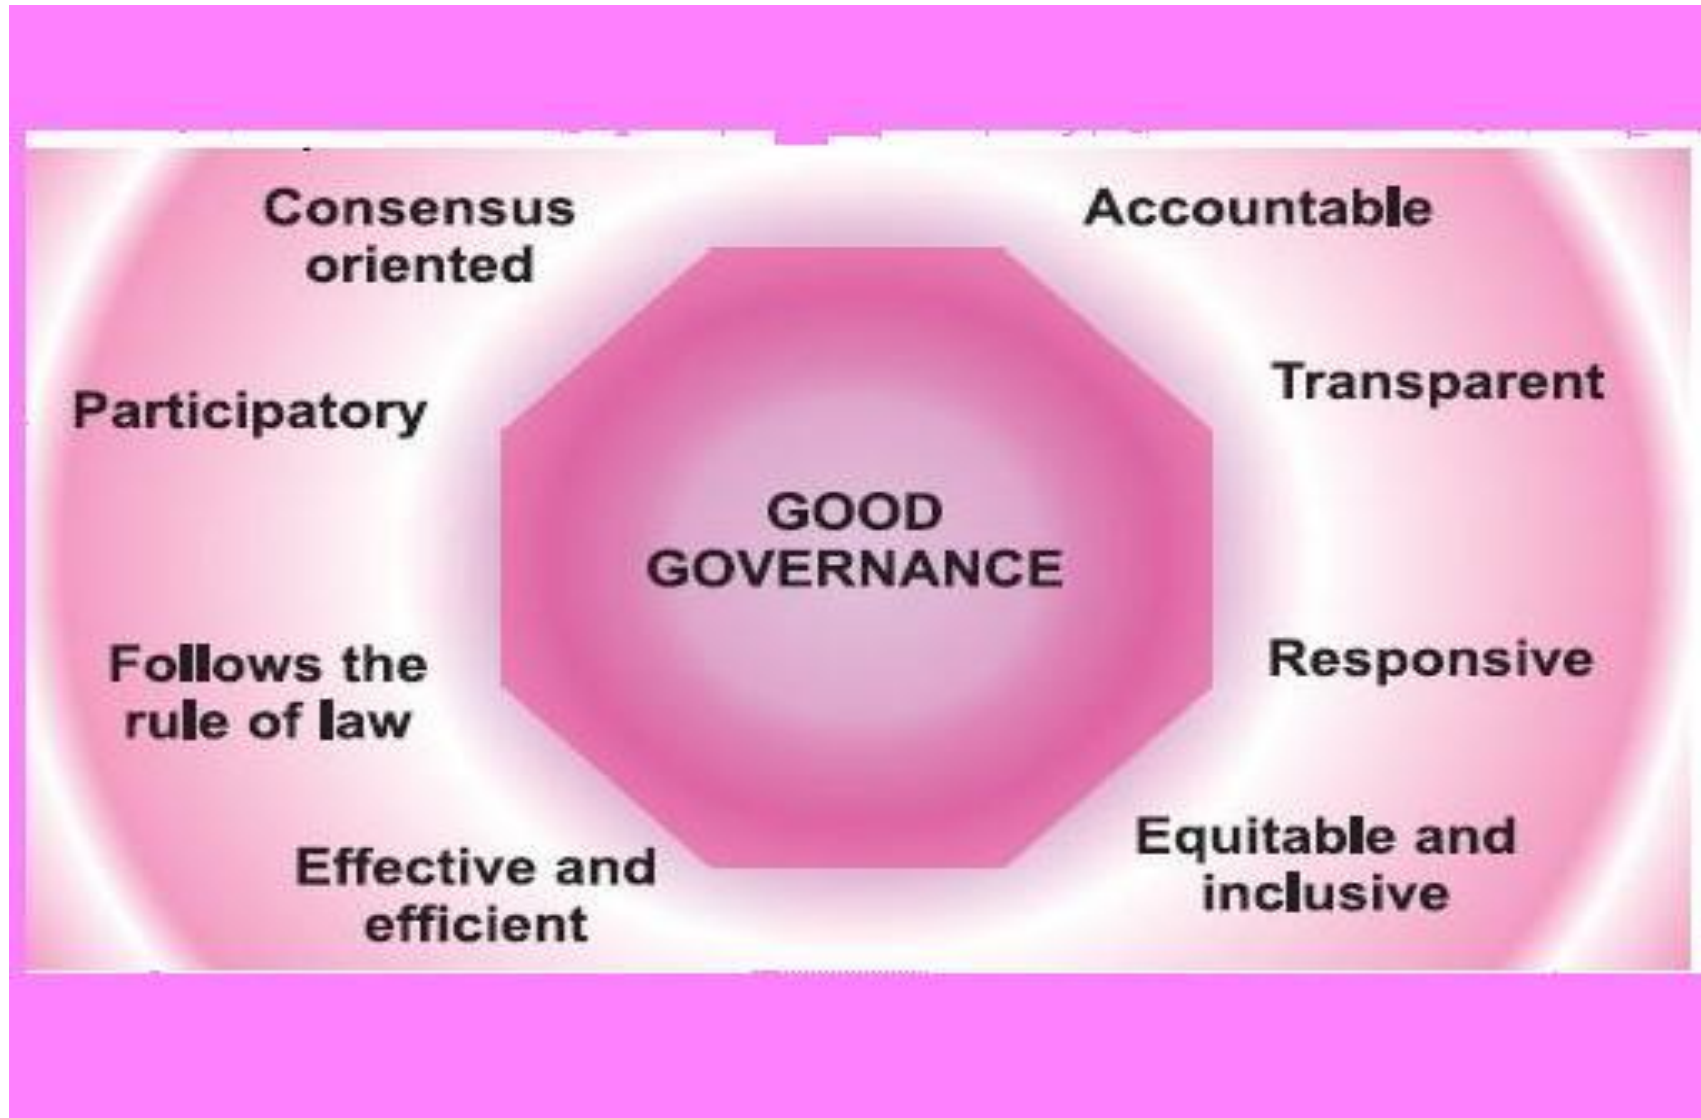 Consensus
oriented
Accountable
Participatory
Transparent
GOOD
GOVERNANCE
Follows the
rule of law
Responsive
Effective and
efficient
Equitable and
inclusive